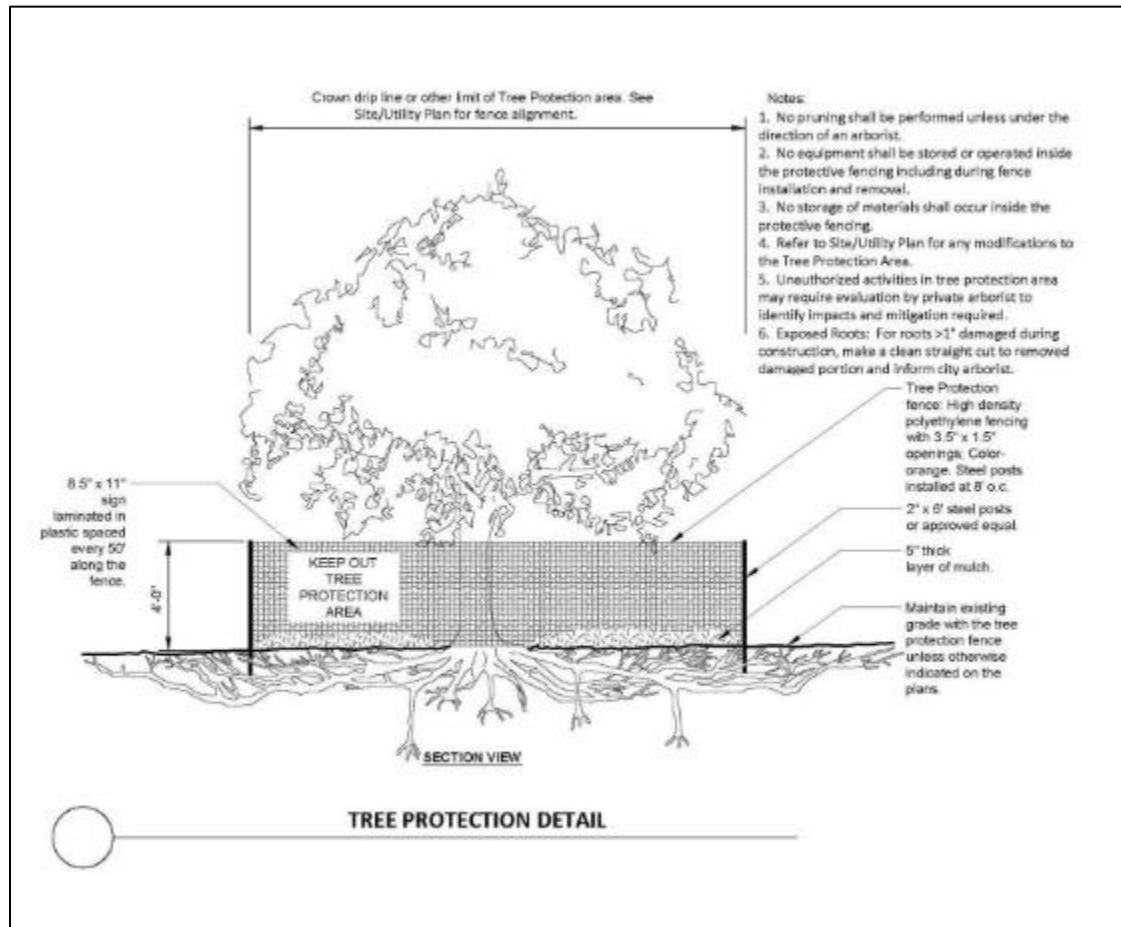 Crown drip line or other limit of Tree Protection area. See
Site/Utility Plan for fence alignment.
Notes:
1. No pruning shall be performed unless under the
direction of an arborist.
2. No equipment shall be stored or operated inside
the protective fencing including during fence
installation and removal.
3. No storage of materials shall occur inside the
protective fencing.
4. Refer to Site/Utility Plan for any modifications to
the Tree Protection Area.
5. Unauthorized activities in tree protection area
may require evaluation by private arborist to
identify impacts and mitigation required.
6. Exposed Roots: For roots >1" damaged during
construction, make a clean straight cut to removed
damaged portion and inform city arborist.
Tree Protection
fence: High density
polyethylene fencing
with 3.5" x 1.5"
openings; Color-
orange. Steel posts
installed at 8' o.c.
2" x 6' steel posts
or approved equal.
5" thick
layer of mulch.
Maintain existing
grade with the tree
protection fence
unless otherwise
indicated on the
plans.
8.5" x 11"
sign
laminated in
plastic spaced
every 50'
along the
fence.
4'-0"
KEEP OUT
TREE
PROTECTION
AREA
SECTION VIEW
TREE PROTECTION DETAIL